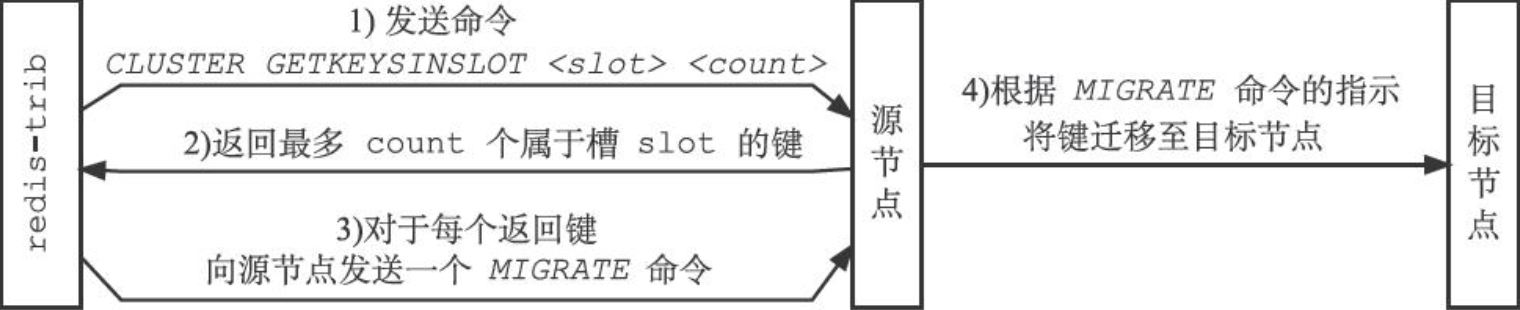 redis-trib
1) 发送命令
CLUSTER GETKEYSINSLOT <slot> <count>
2)返回最多 count 个属于槽 slot 的键
3)对于每个返回键
向源节点发送一个 MIGRATE 命令
源节点
4)根据 MIGRATE 命令的指示
将键迁移至目标节点
目标节点